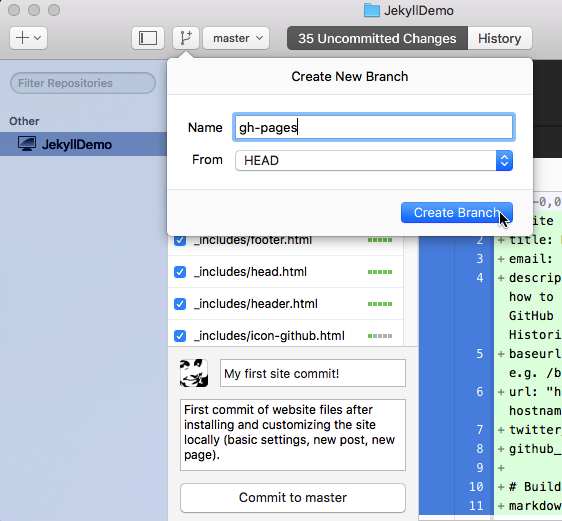 JekyllDemo
master
35 Uncommitted Changes
History
Filter Repositories
Other
JekyllDemo
Create New Branch
Name
gh-pages
From
HEAD
Create Branch
_includes/footer.html
_includes/head.html
_includes/header.html
_includes/icon-github.html
My first site commit!
First commit of website files after
installing and customizing the site
locally (basic settings, new post, new
page).
Commit to master
-0,0
2 + title:
3 + email:
4 + descrip
how to
GitHub
Histori
5 + baseurl
e.g. /b
6 + url: "h
hostnam
7 + twitter_
8 + github_
9 +
10 + # Build
11 + markdow